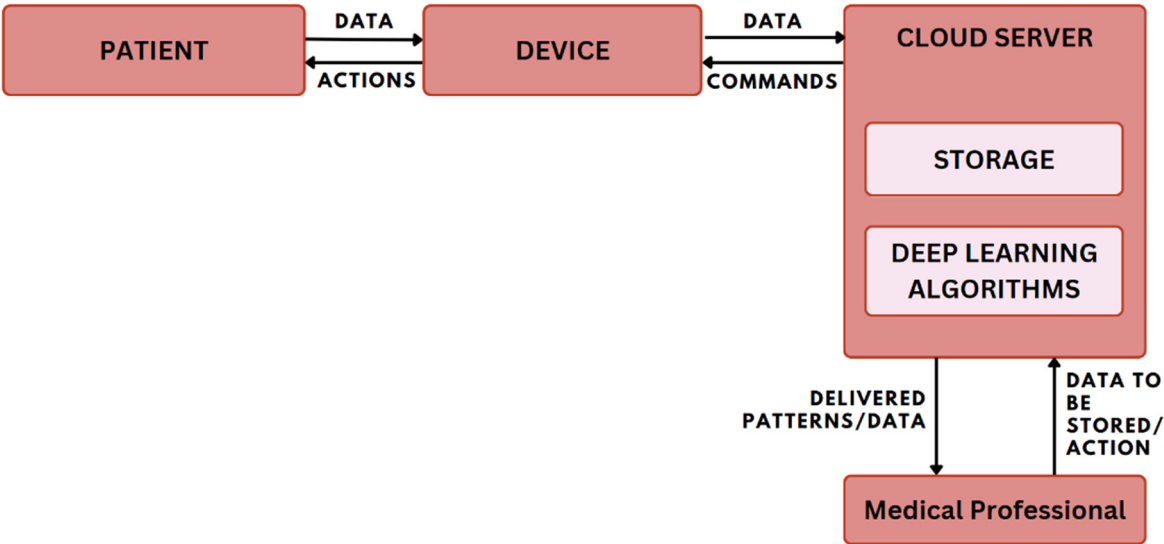 PATIENT
DATA
ACTIONS
DEVICE
DATA
COMMANDS
CLOUD SERVER
STORAGE
DEEP LEARNING
ALGORITHMS
DELIVERED
PATTERNS/DATA
DATA TO
BE
STORED/
ACTION
Medical Professional